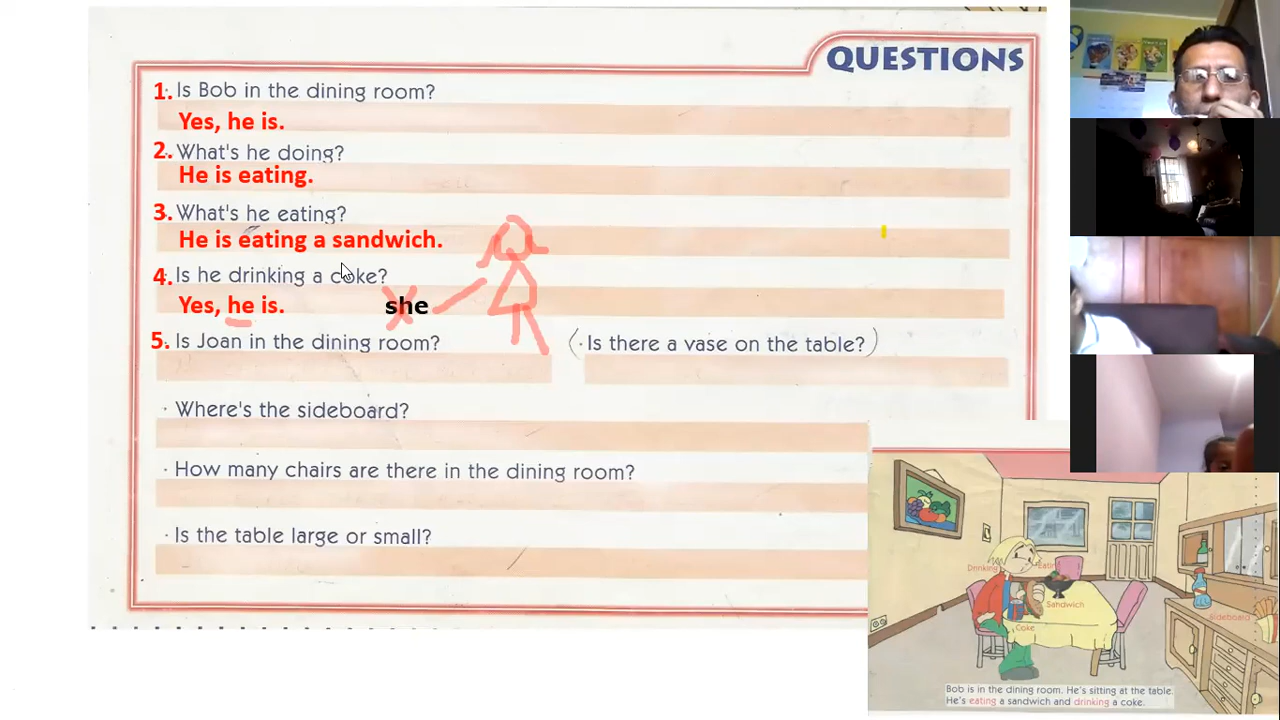 QUESTIONS
1. Is Bob in the dining room?
Yes, he is.
2. What's he doing?
He is eating.
3. What's he eating?
He is eating a sandwich.
4. Is he drinking a coke?
Yes, he is. she
5. Is Joan in the dining room? (· Is there a vase on the table?)
· Where's the sideboard?
· How many chairs are there in the dining room?
· Is the table large or small?
Drinking
Sandwich
Coke
Sideboard
Bob is in the dining room. He's sitting at the table.
He's eating a sandwich and drinking a coke.